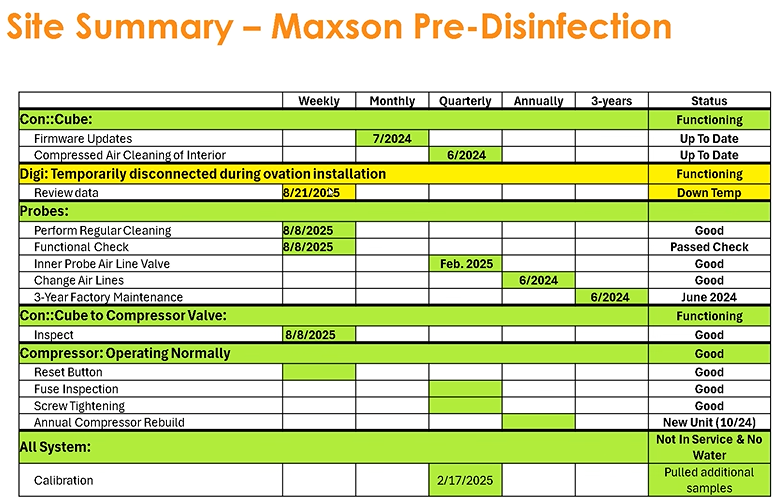 Site Summary – Maxson Pre-Disinfection
Weekly Monthly Quarterly Annually 3-years Status
Con::Cube: Functioning
Firmware Updates 7/2024 Up To Date
Compressed Air Cleaning of Interior 6/2024 Up To Date
Digi: Temporarily disconnected during ovation installation Functioning
Review data 8/21/2025 Down Temp
Probes:
Perform Regular Cleaning 8/8/2025 Good
Functional Check 8/8/2025 Passed Check
Inner Probe Air Line Valve Feb. 2025 Good
Change Air Lines 6/2024 Good
3-Year Factory Maintenance 6/2024 June 2024
Con::Cube to Compressor Valve: Functioning
Inspect 8/8/2025 Good
Compressor: Operating Normally Good
Reset Button Good
Fuse Inspection Good
Screw Tightening Good
Annual Compressor Rebuild New Unit (10/24)
All System: Not In Service & No
Water
Calibration 2/17/2025 Pulled additional
samples